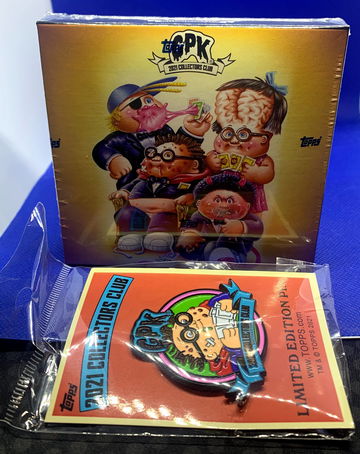 Topps
GPK
2021 COLLECTORS CLUB
Topps
Topps
2021 COLLECTORS CLUB
GPK
LIMITED EDITION
www.TOPPS.com
TM & © TOPPS 2021